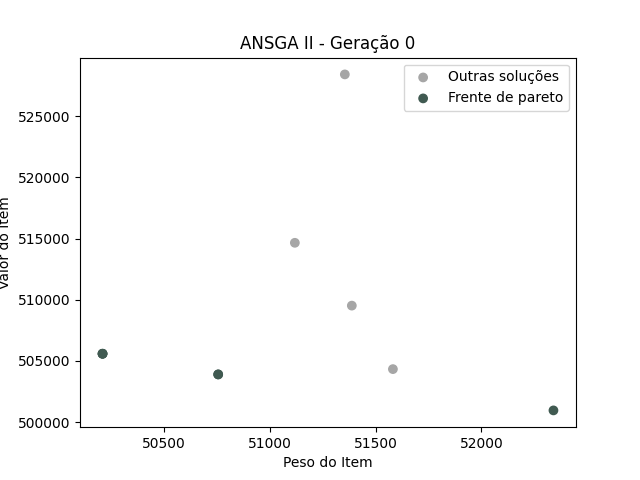 ANSGA II - Geração 0
Outras soluções
Frente de pareto
525000
520000
515000
510000
505000
500000
Valor do Item
50500 51000 51500 52000
Peso do Item